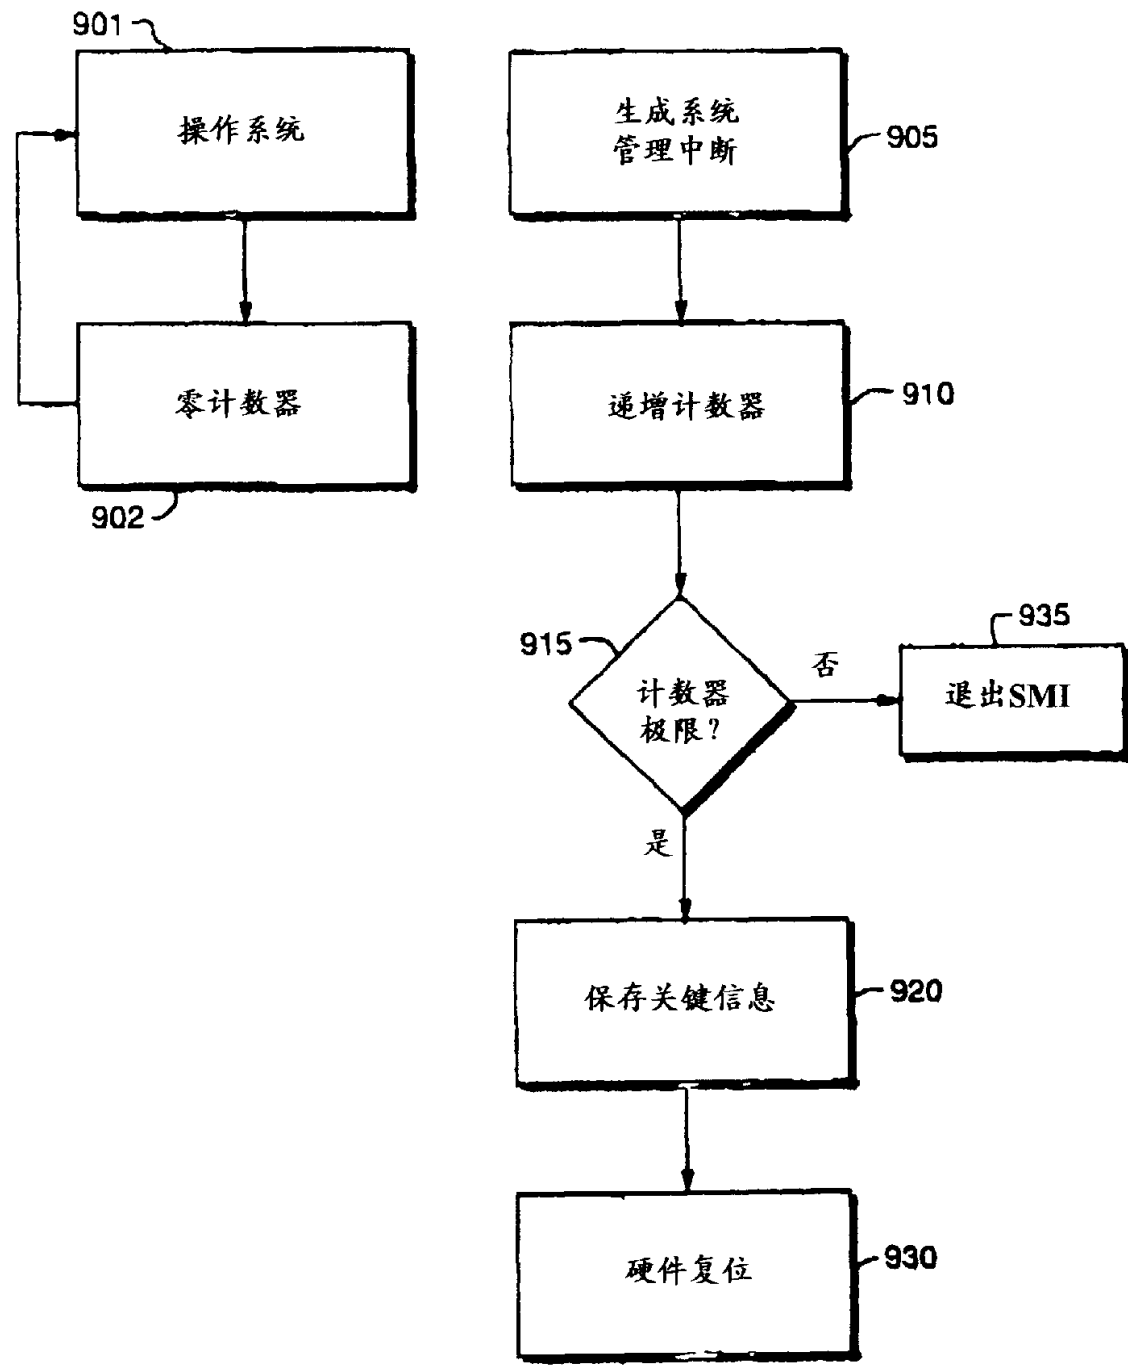 901
操作系统
零计数器
902
生成系统
管理中断
905
递增计数器
910
915
计数器
极限?
否
935
退出SMI
是
保存关键信息
920
硬件复位
930